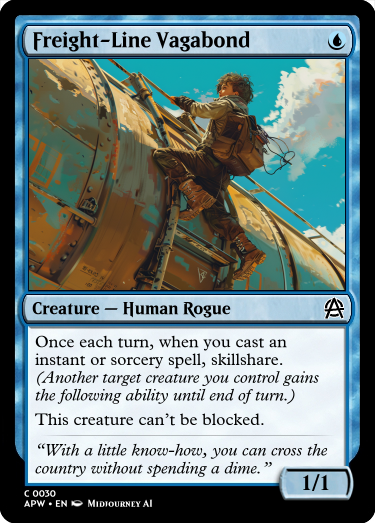 Freight-Line Vagabond
Creature — Human Rogue
Once each turn, when you cast an
instant or sorcery spell, skillshare.
(Another target creature you control gains
the following ability until end of turn.)
This creature can't be blocked.
“With a little know-how, you can cross the
country without spending a dime.”
1/1
C 0030
APW • EN Midjourney AI